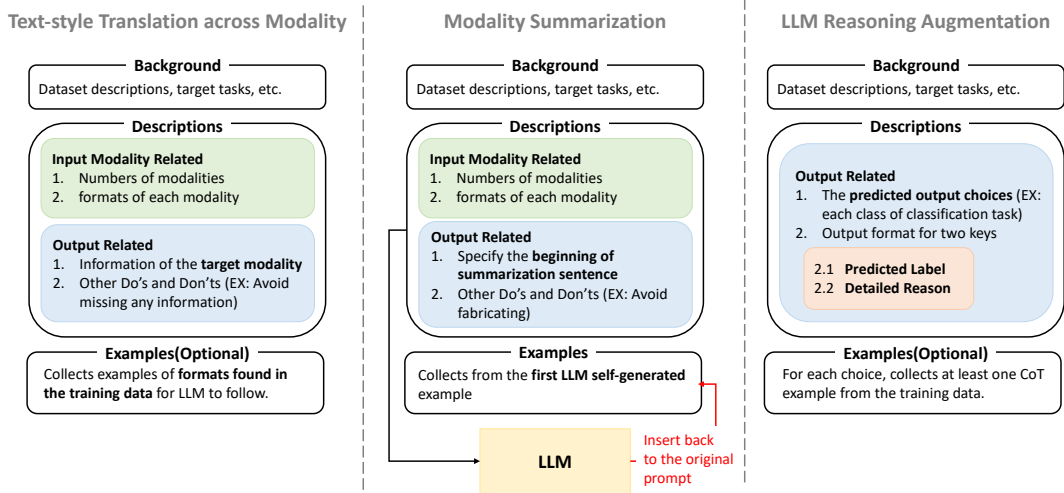 Text-style Translation across Modality
Background
Dataset descriptions, target tasks, etc.
Descriptions
Input Modality Related
1. Numbers of modalities
2. formats of each modality
Output Related
1. Information of the target modality
2. Other Do's and Don'ts (EX: Avoid
missing any information)
Examples(Optional)
Collects examples of formats found in
the training data for LLM to follow.
Modality Summarization
Background
Dataset descriptions, target tasks, etc.
Descriptions
Input Modality Related
1. Numbers of modalities
2. formats of each modality
Output Related
1. Specify the beginning of
summarization sentence
2. Other Do's and Don'ts (EX: Avoid
fabricating)
Examples
Collects from the first LLM self-generated
example
LLM
Insert back
to the original
prompt
LLM Reasoning Augmentation
Background
Dataset descriptions, target tasks, etc.
Descriptions
Output Related
1. The predicted output choices (EX:
each class of classification task)
2. Output format for two keys
2.1 Predicted Label
2.2 Detailed Reason
Examples(Optional)
For each choice, collects at least one CoT
example from the training data.